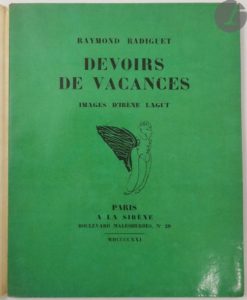 RAYMOND RADIGUET
DEVOIRS
DE VACANCES
IMAGES D'IRÈNE LAGUT
PARIS
A LA SIRÈNE
BOULEVARD MALESHERBES, N° 29
MDCCCCXXI